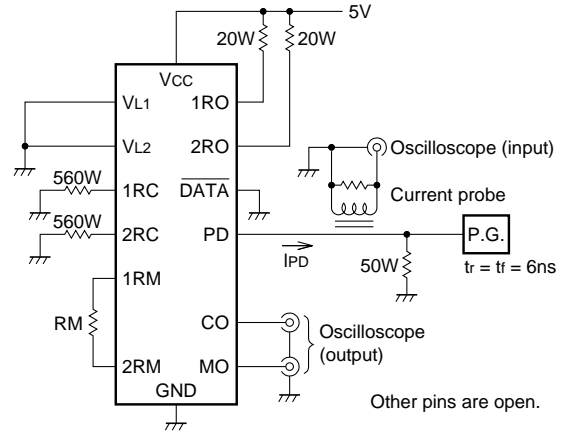 5V
20W
20W
VCC
VL1
1RO
VL2
2RO
Oscilloscope (input)
560W
1RC
DATA
Current probe
560W
2RC
PD
P.G.
IPD
50W
tr = tf = 6ns
1RM
RM
CO
Oscilloscope
(output)
2RM
MO
GND
Other pins are open.